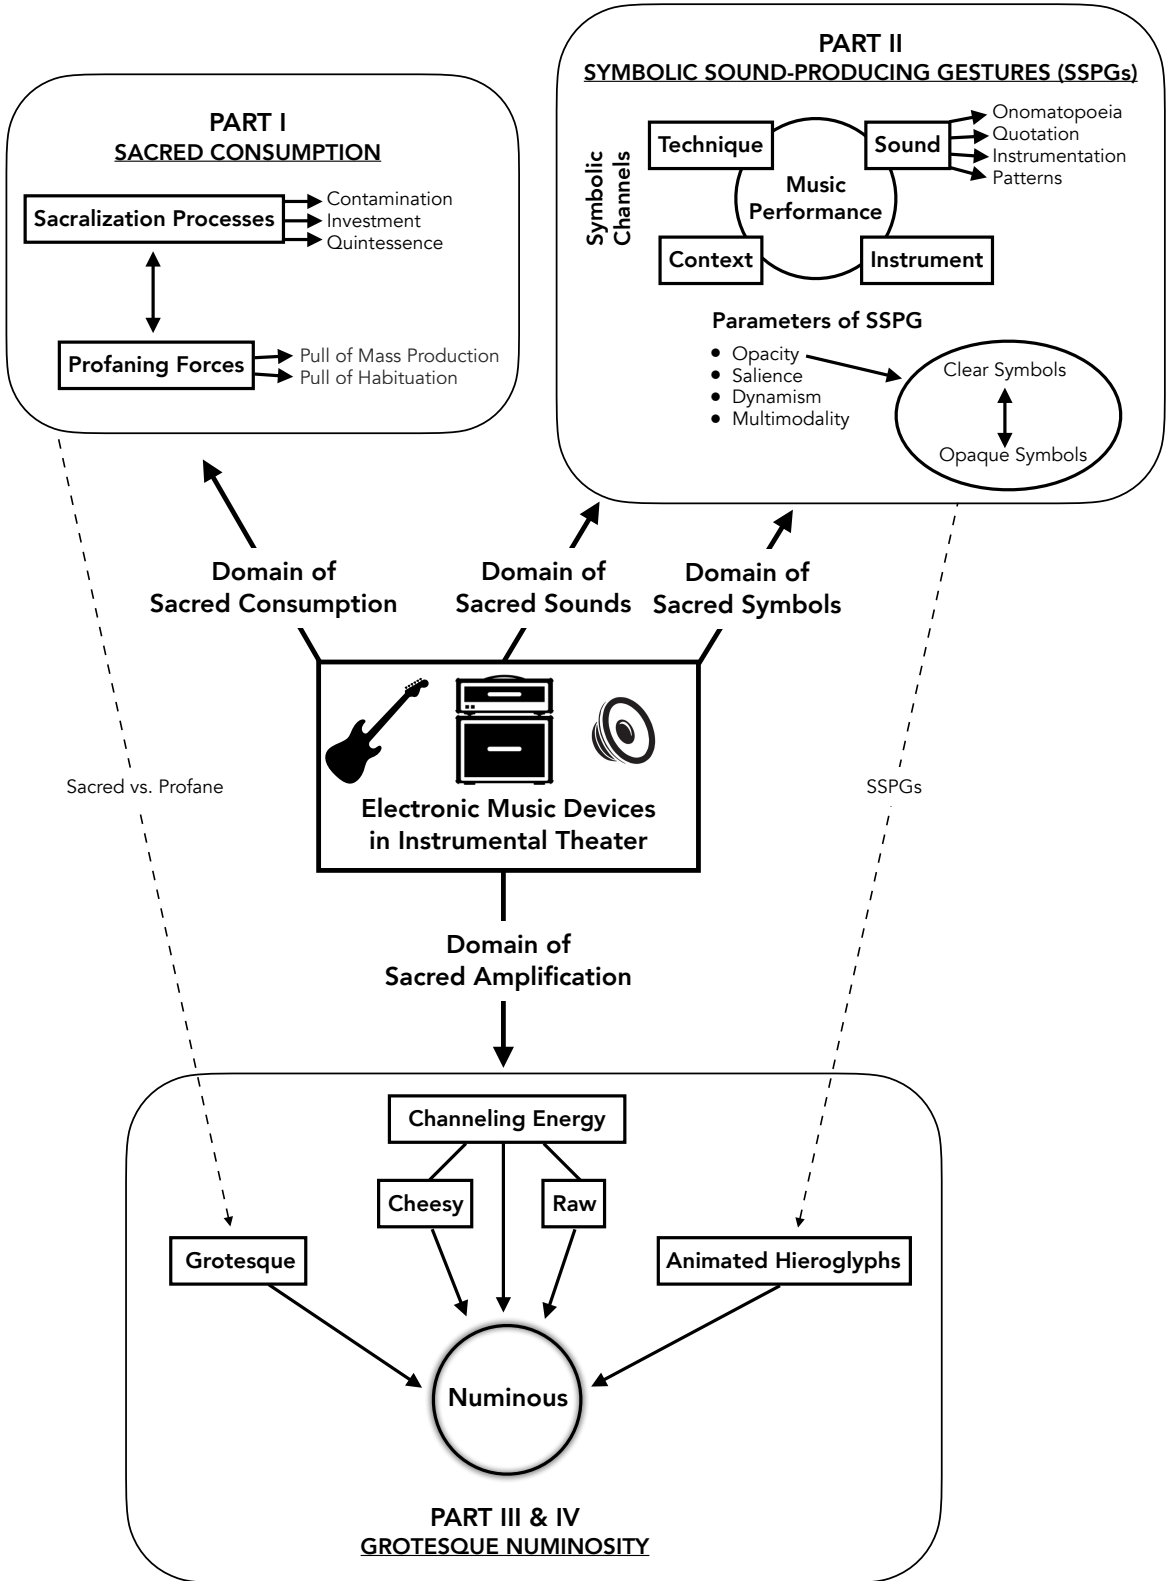 PART I
SACRED CONSUMPTION
Sacralization Processes
Contamination
Investment
Quintessence
Profaning Forces
Pull of Mass Production
Pull of Habituation
PART II
SYMBOLIC SOUND-PRODUCING GESTURES (SSPGs)
Symbolic
Channels
Technique
Sound
Onomatopoeia
Quotation
Instrumentation
Patterns
Music
Performance
Context
Instrument
Parameters of SSPG
• Opacity
• Salience
• Dynamism
• Multimodality
Clear Symbols
Opaque Symbols
Domain of
Sacred Consumption
Domain of
Sacred Sounds
Domain of
Sacred Symbols
Sacred vs. Profane
SSPGs
Electronic Music Devices
in Instrumental Theater
Domain of
Sacred Amplification
Channeling Energy
Cheesy
Raw
Grotesque
Animated Hieroglyphs
Numinous
PART III & IV
GROTESQUE NUMINOSITY